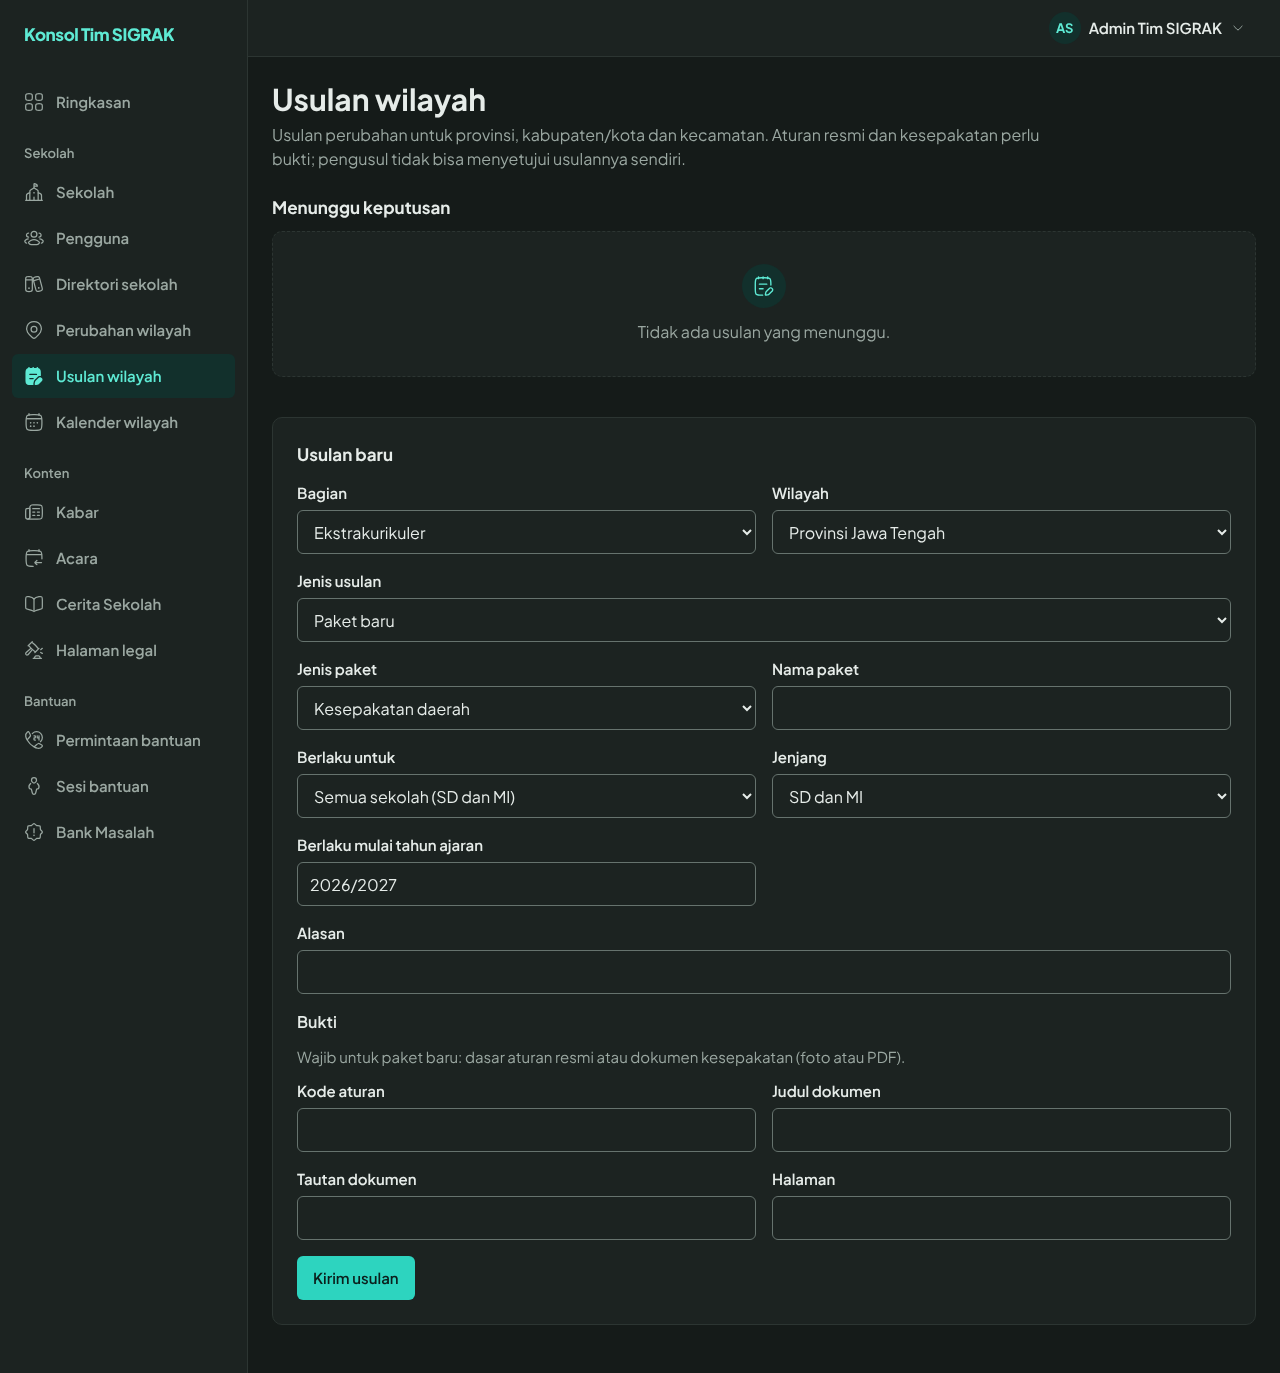 Konsol Tim SIGRAK
AS Admin Tim SIGRAK
Ringkasan
Sekolah
Sekolah
Pengguna
Direktori sekolah
Perubahan wilayah
Usulan wilayah
Kalender wilayah
Konten
Kabar
Acara
Cerita Sekolah
Halaman legal
Bantuan
Permintaan bantuan
Sesi bantuan
Bank Masalah
Usulan wilayah
Usulan perubahan untuk provinsi, kabupaten/kota dan kecamatan. Aturan resmi dan kesepakatan perlu
bukti; pengusul tidak bisa menyetujui usulannya sendiri.
Menunggu keputusan
Tidak ada usulan yang menunggu.
Usulan baru
Bagian Wilayah
Ekstrakurikuler Provinsi Jawa Tengah
Jenis usulan
Paket baru
Jenis paket Nama paket
Kesepakatan daerah
Berlaku untuk Jenjang
Semua sekolah (SD dan MI) SD dan MI
Berlaku mulai tahun ajaran
2026/2027
Alasan
Bukti
Wajib untuk paket baru: dasar aturan resmi atau dokumen kesepakatan (foto atau PDF).
Kode aturan Judul dokumen
Tautan dokumen Halaman
Kirim usulan